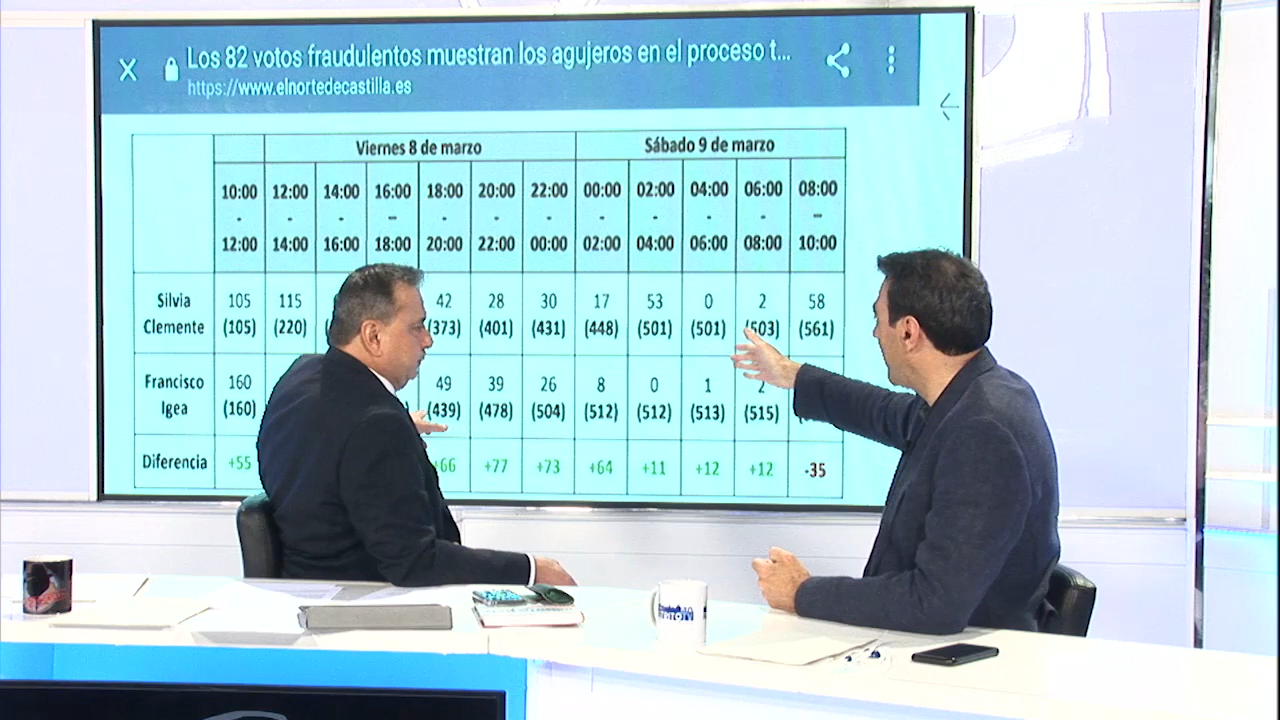 Los 82 votos fraudulentos muestran los agujeros en el proceso t...
https://www.elnortedecastilla.es
Viernes 8 de marzo Sábado 9 de marzo
10:00 12:00 14:00 16:00 18:00 20:00 22:00 00:00 02:00 04:00 06:00 08:00
- - - – - - - - - - - –
12:00 14:00 16:00 18:00 20:00 22:00 00:00 02:00 04:00 06:00 08:00 10:00
Silvia 105 115 42 28 30 17 53 0 2 58
Clemente (105) (220) (373) (401) (431) (448) (501) (501) (503) (561)
Francisco 160 49 39 26 8 0 1 2
Igea (160) (439) (478) (504) (512) (512) (513) (515)
Diferencia +55 +66 +77 +73 +64 +11 +12 +12 -35